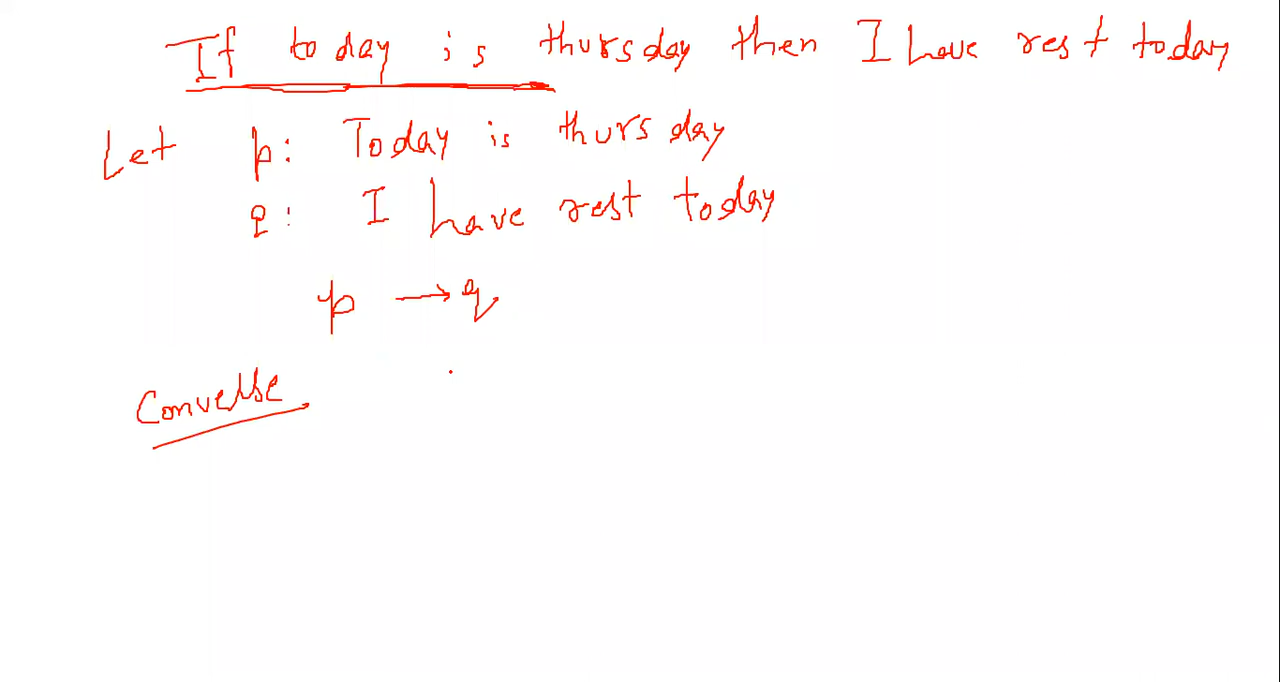 If today is thursday then I have rest today
Let p: Today is thursday
q: I have rest today
p → q
Converse